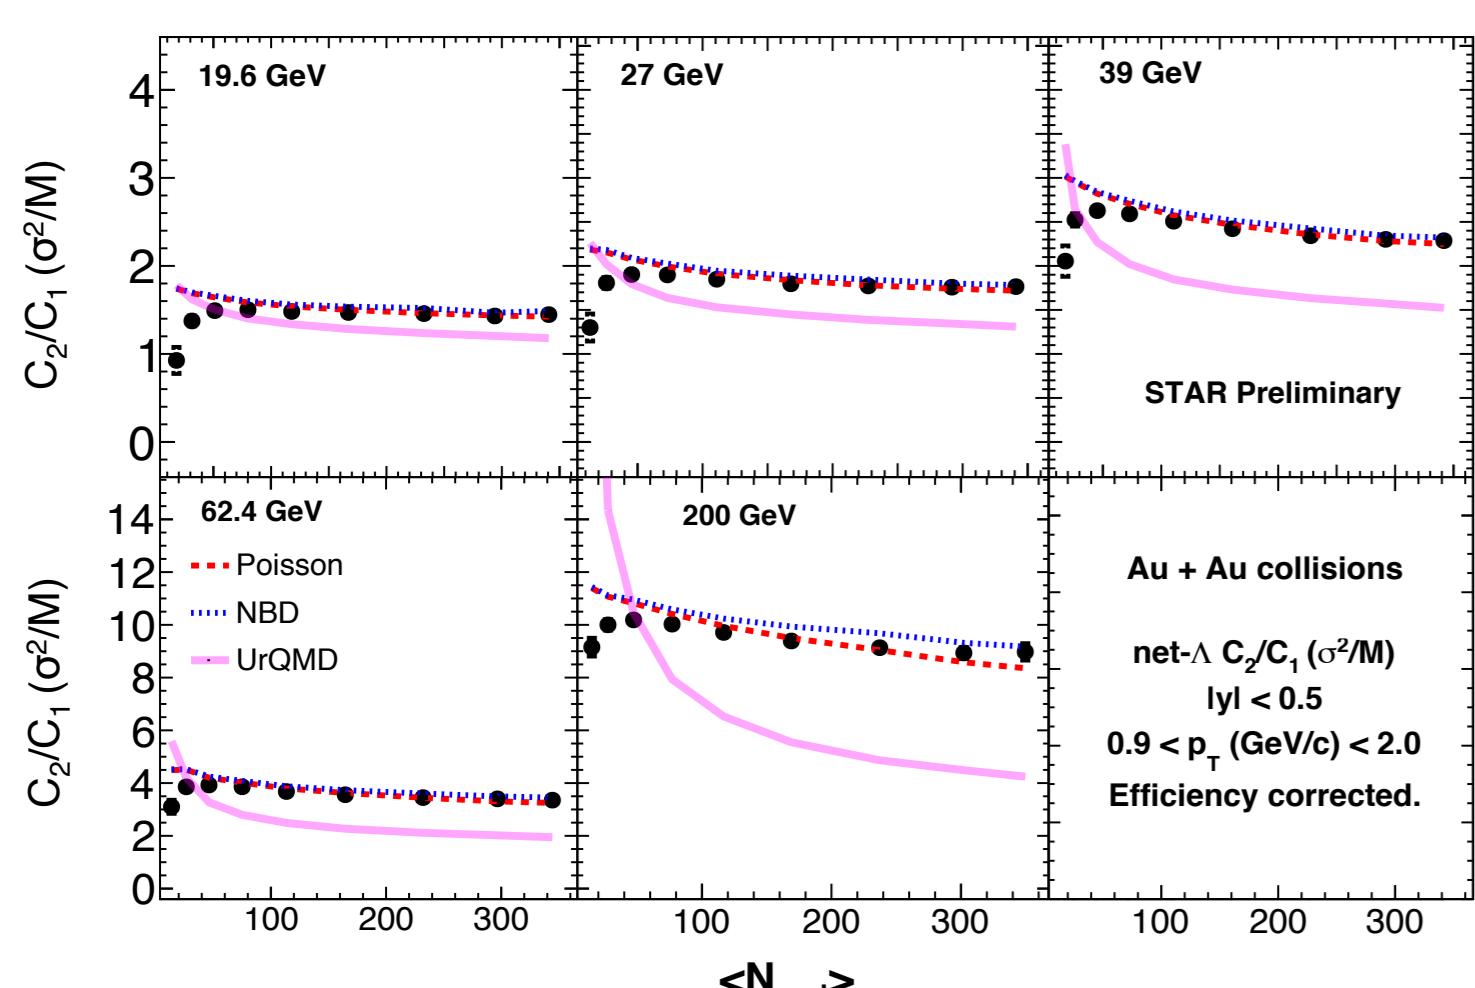 19.6 GeV
27 GeV
39 GeV
4
3
2
1
0
C2/C1 (σ²/M)
STAR Preliminary
62.4 GeV
200 GeV
14
12
10
8
6
4
2
0
C2/C1 (σ²/M)
Poisson
NBD
UrQMD
Au + Au collisions
net-Λ C2/C1 (σ²/M)
|y| < 0.5
0.9 < pT (GeV/c) < 2.0
Efficiency corrected.
100 200 300
100 200 300
100 200 300
<N >